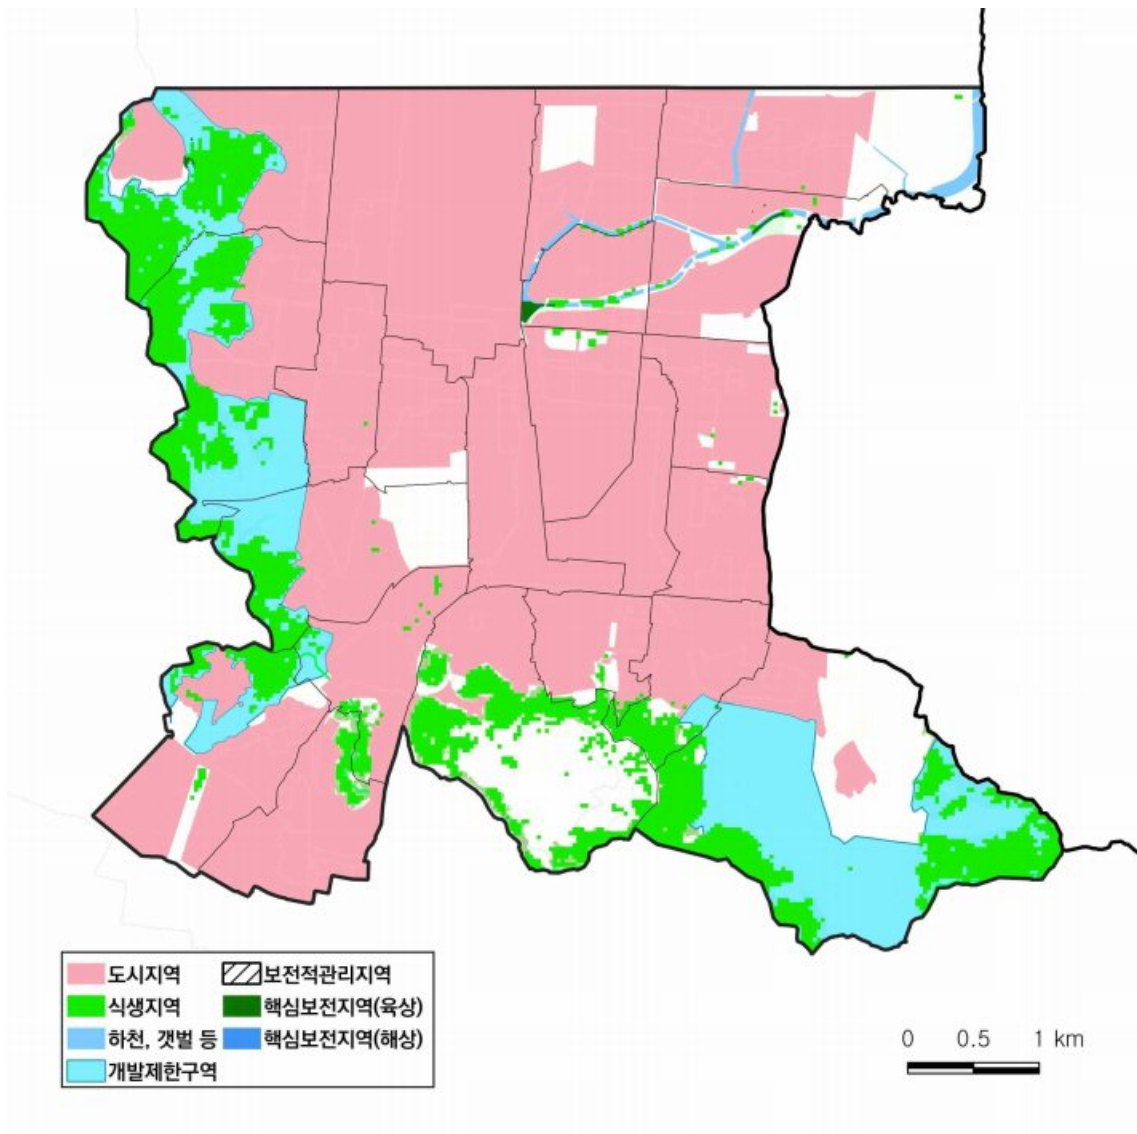 도시지역 보전적관리지역
식생지역 핵심보전지역(육상)
하천, 갯벌 등 핵심보전지역(해상)
개발제한구역
0 0.5 1 km